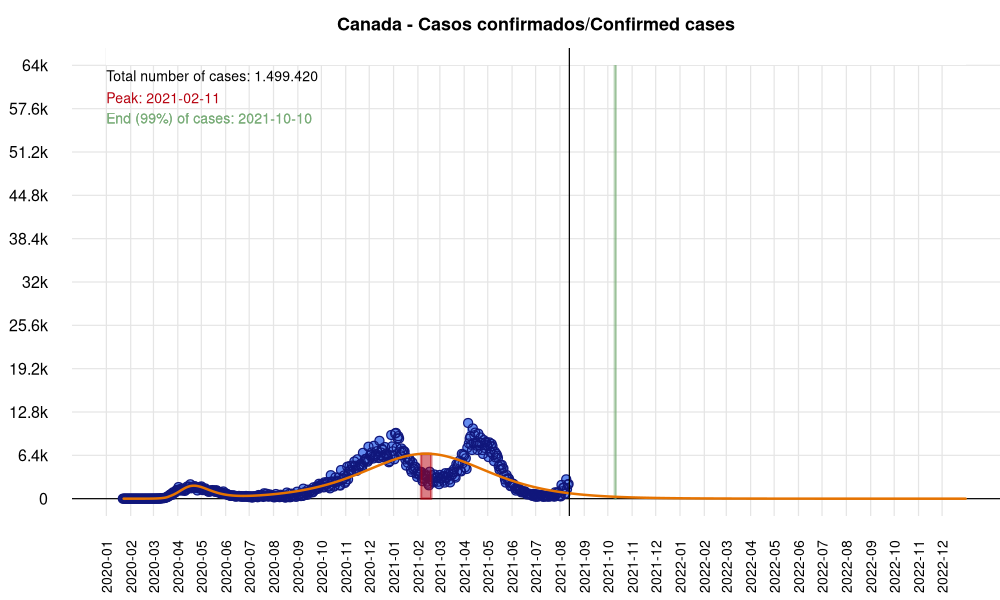 Canada - Casos confirmados/Confirmed cases
Total number of cases: 1.499.420
Peak: 2021-02-11
End (99%) of cases: 2021-10-10
64k
57.6k
51.2k
44.8k
38.4k
32k
25.6k
19.2k
12.8k
6.4k
0
2020-01
2020-02
2020-03
2020-04
2020-05
2020-06
2020-07
2020-08
2020-09
2020-10
2020-11
2020-12
2021-01
2021-02
2021-03
2021-04
2021-05
2021-06
2021-07
2021-08
2021-09
2021-10
2021-11
2021-12
2022-01
2022-02
2022-03
2022-04
2022-05
2022-06
2022-07
2022-08
2022-09
2022-10
2022-11
2022-12